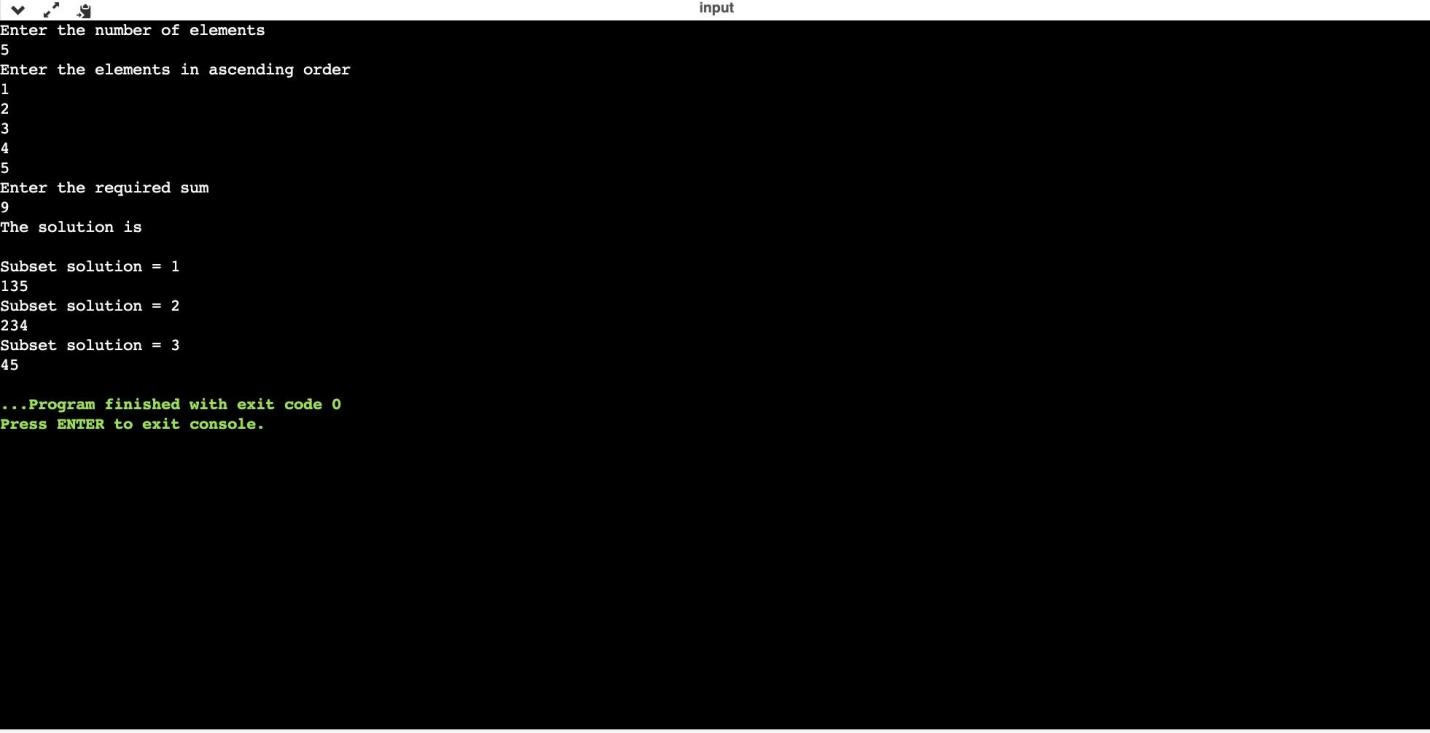 input
Enter the number of elements
5
Enter the elements in ascending order
1
2
3
4
5
Enter the required sum
9
The solution is
Subset solution = 1
135
Subset solution = 2
234
Subset solution = 3
45
...Program finished with exit code 0
Press ENTER to exit console.